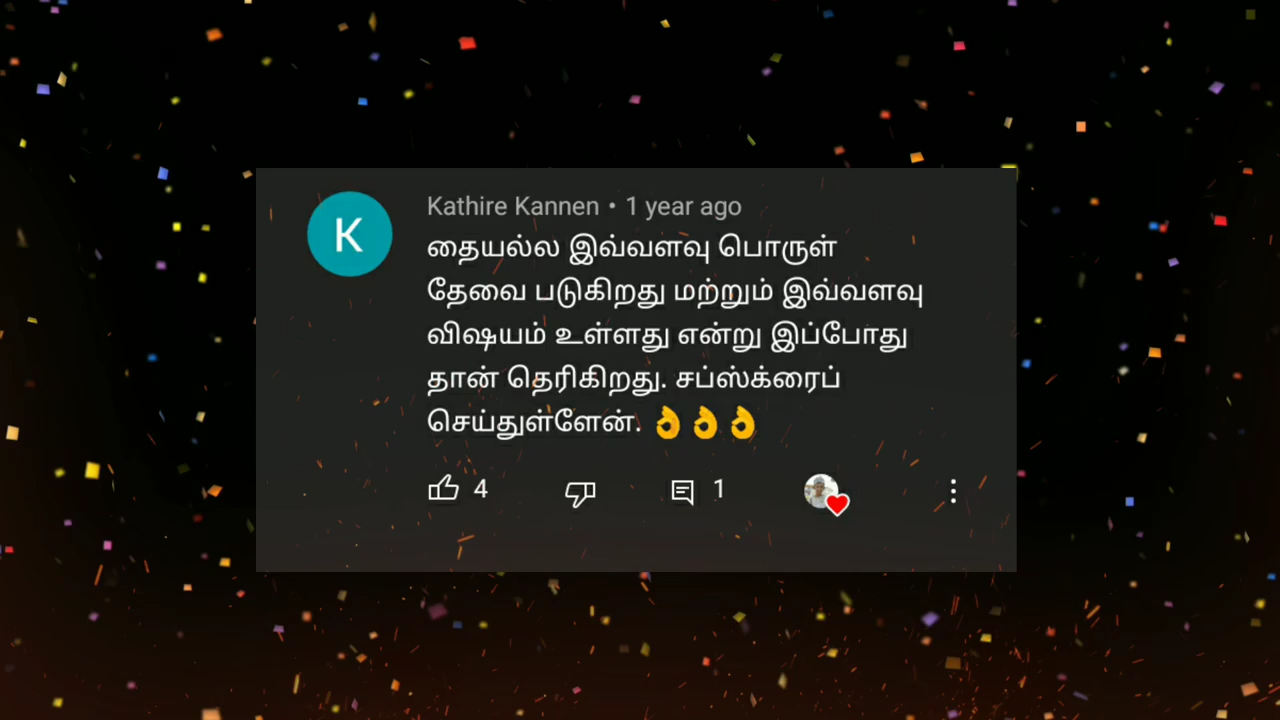 K
Kathire Kannen • 1 year ago
தையல்ல இவ்வளவு பொருள்
தேவை படுகிறது மற்றும் இவ்வளவு
விஷயம் உள்ளது என்று இப்போது
தான் தெரிகிறது. சப்ஸ்க்ரைப்
செய்துள்ளேன். 👌👌👌
4 1